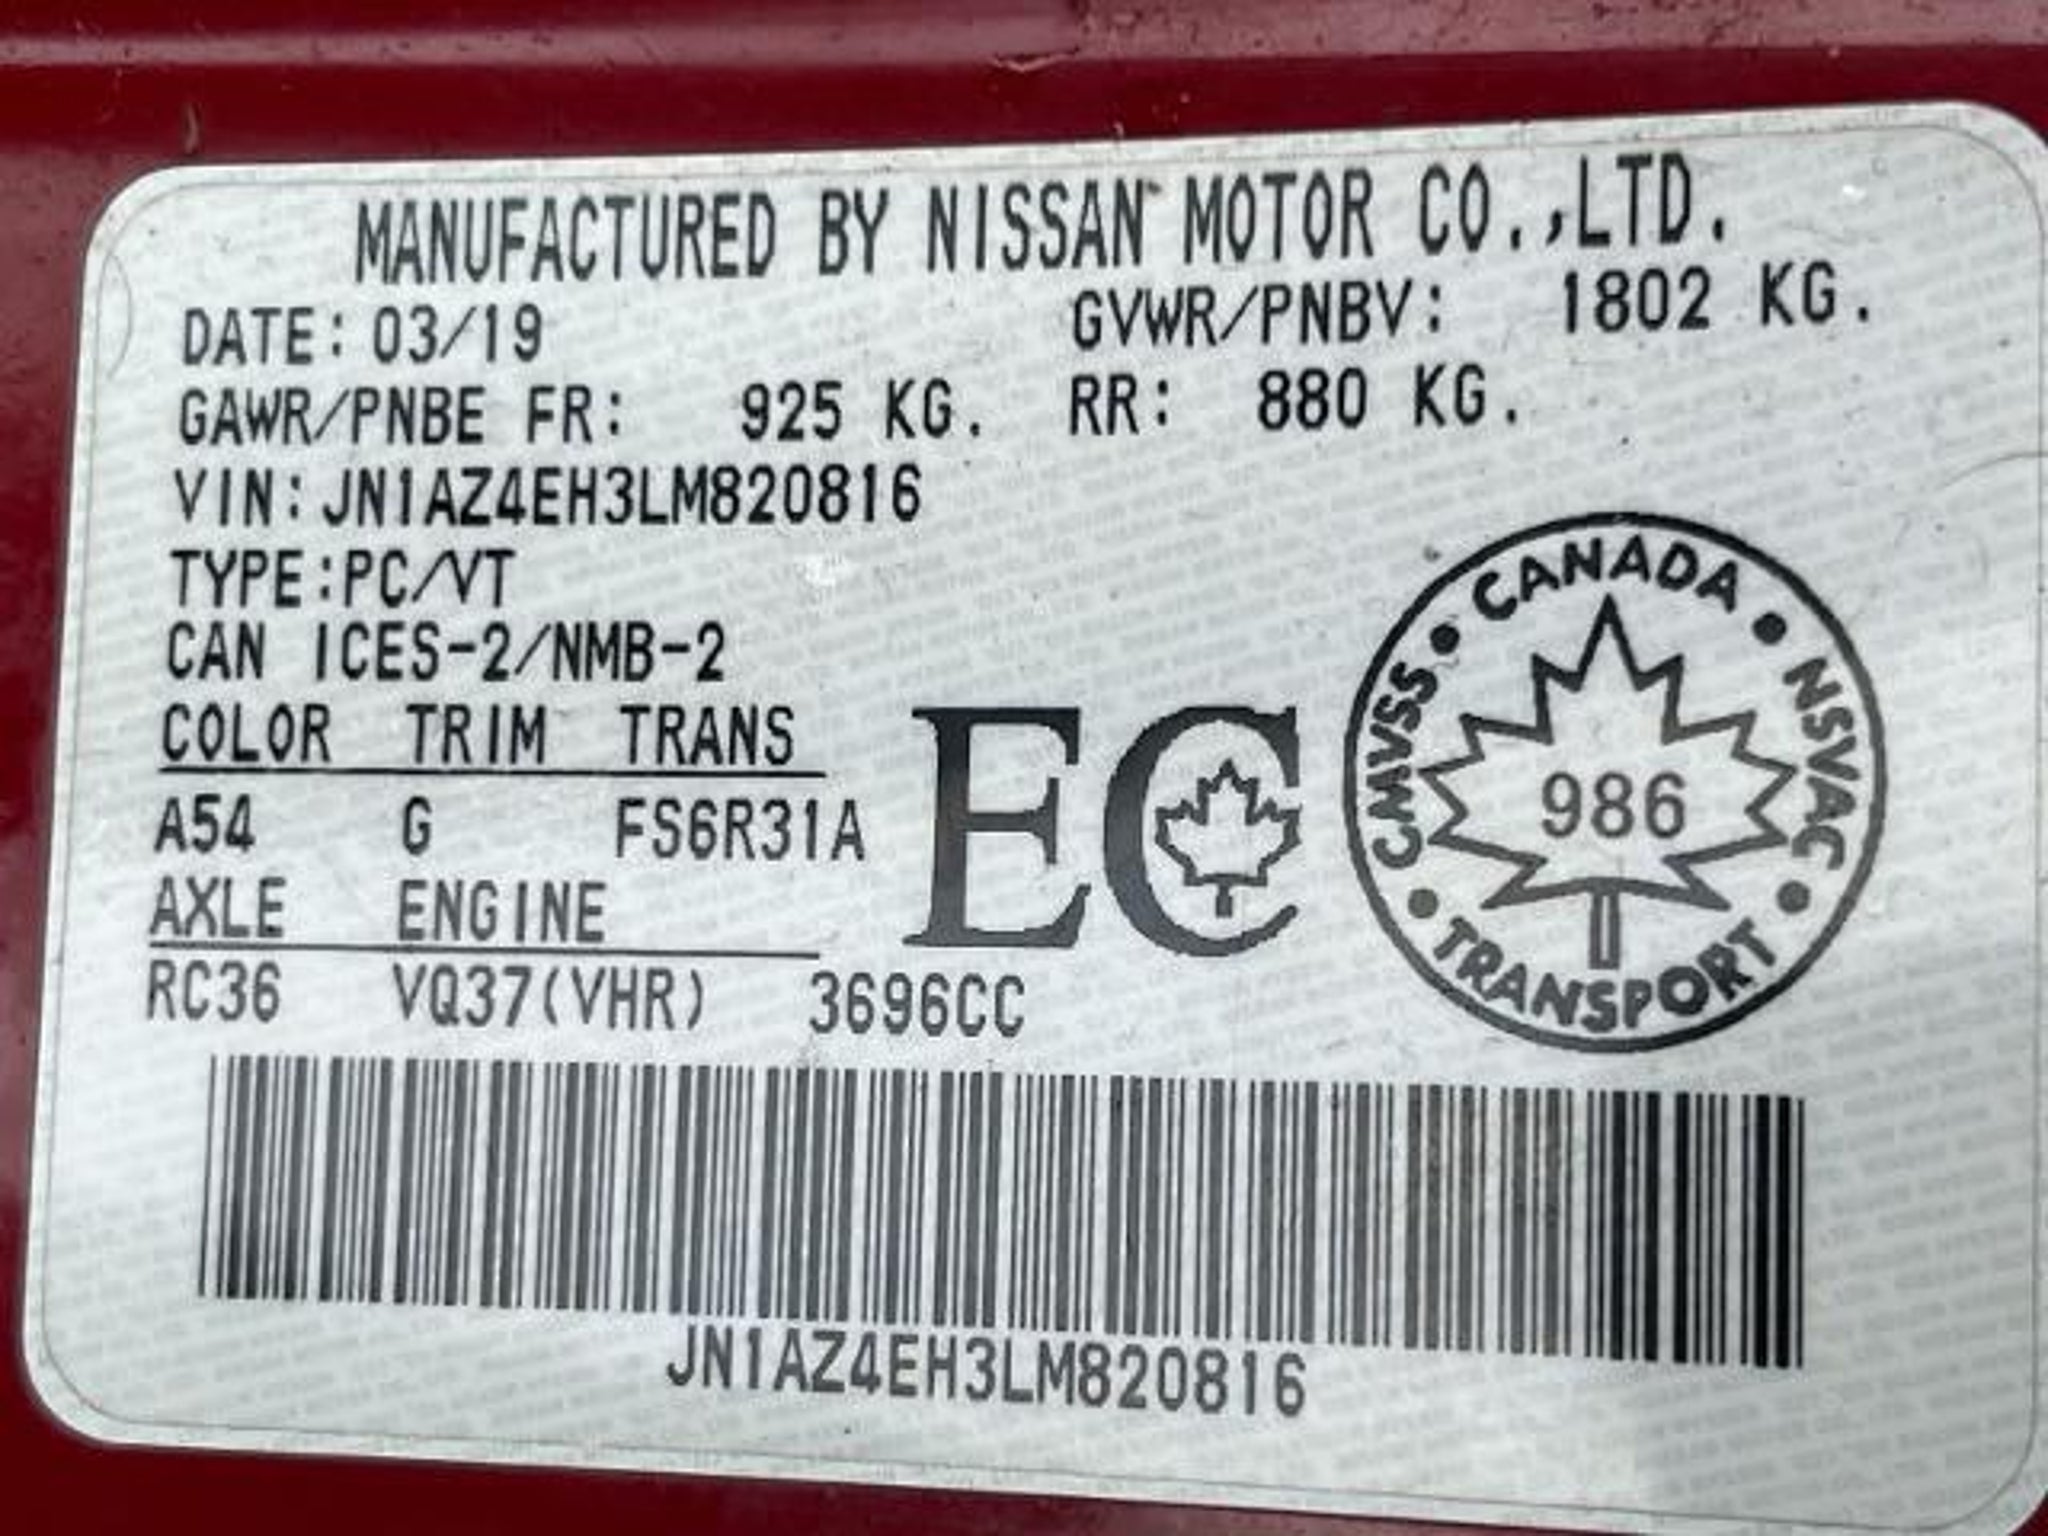 MANUFACTURED BY NISSAN MOTOR CO.,LTD.
DATE: 03/19 GVWR/PNBV: 1802 KG.
GAWR/PNBE FR: 925 KG. RR: 880 KG.
VIN: JN1AZ4EH3LM820816
TYPE:PC/VT
CAN ICES-2/NMB-2
COLOR TRIM TRANS
A54 G FS6R31A
AXLE ENGINE
RC36 VQ37(VHR) 3696CC
EC
CANADA • NSVAC • TRANSPORT • CMVSS •
986
JN1AZ4EH3LM820816